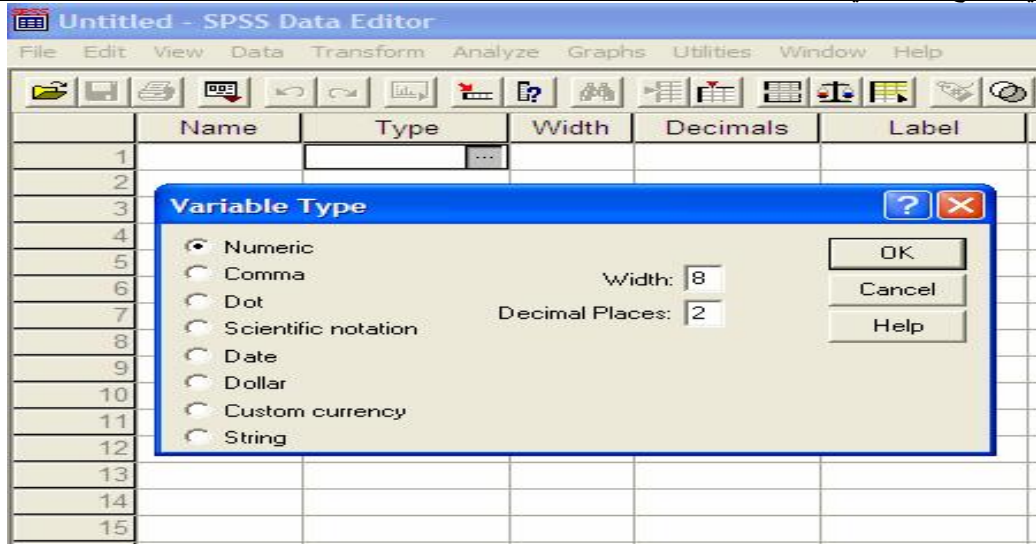 Untitled - SPSS Data Editor
File Edit View Data Transform Analyze Graphs Utilities Window Help
Name Type Width Decimals Label
1 ...
2
Variable Type
3
4
Numeric
OK
5
Comma
Width: 8
6
Cancel
Dot
7
Decimal Places: 2
Scientific notation
Help
8
Date
9
Dollar
10
Custom currency
11
String
12
13
14
15